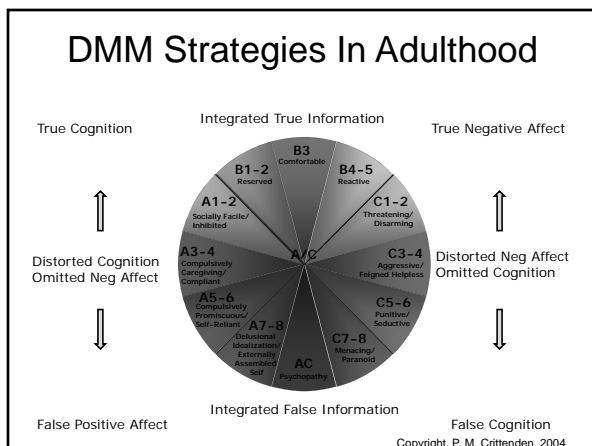 DMM Strategies In Adulthood
True Cognition
Integrated True Information
True Negative Affect
B3
Comfortable
B1-2
Reserved
B4-5
Reactive
A1-2
Socially Facile/
Inhibited
C1-2
Threatening/
Disarming
A/C
A3-4
Compulsively
Caregiving/
Compliant
C3-4
Aggressive/
Feigned Helpless
Distorted Cognition
Omitted Neg Affect
Distorted Neg Affect
Omitted Cognition
A5-6
Compulsively
Promiscuous/
Self-Reliant
C5-6
Punitive/
Seductive
A7-8
Delusional
Idealization/
Externally
Assembled
Self
C7-8
Menacing/
Paranoid
AC
Psychopathy
False Positive Affect
Integrated False Information
False Cognition
Copyright, P. M. Crittenden, 2004